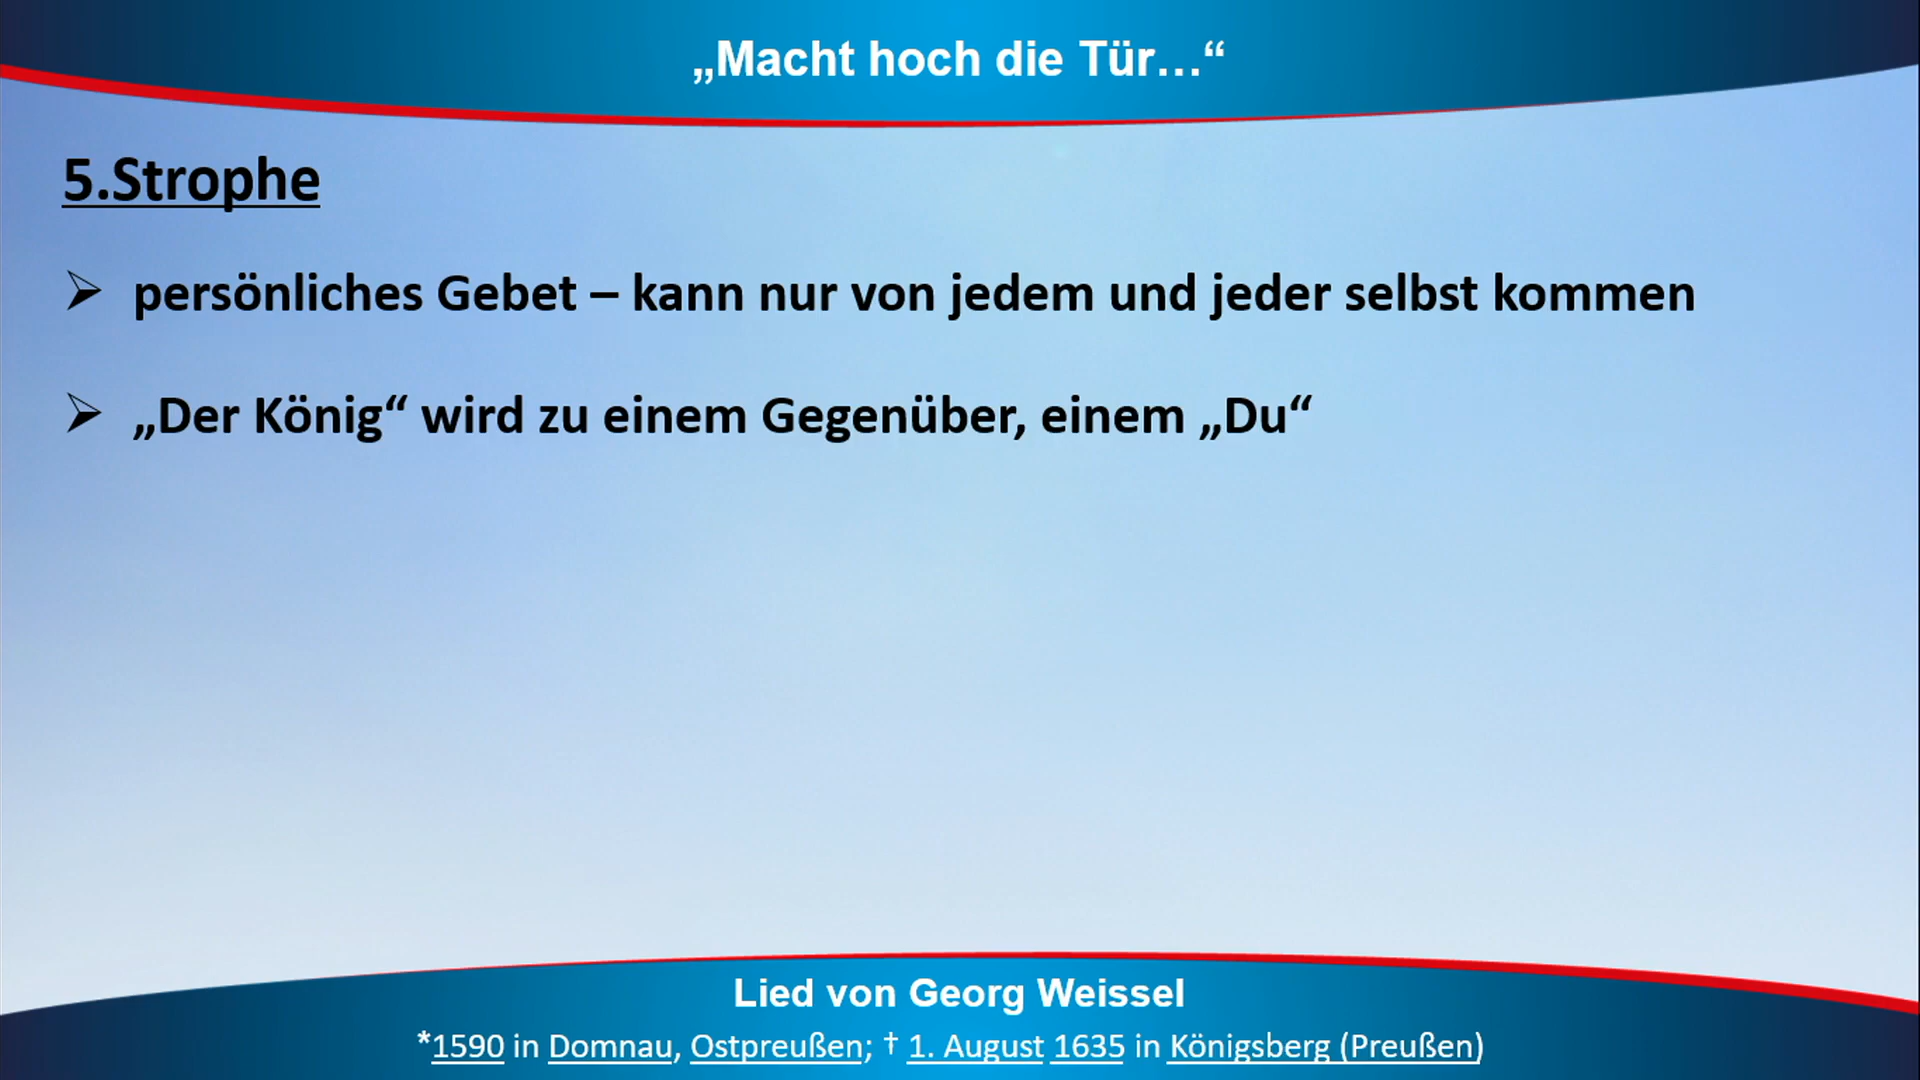 „Macht hoch die Tür…“
5.Strophe
➢ persönliches Gebet – kann nur von jedem und jeder selbst kommen
➢ „Der König“ wird zu einem Gegenüber, einem „Du“
Lied von Georg Weissel
*1590 in Domnau, Ostpreußen; † 1. August 1635 in Königsberg (Preußen)